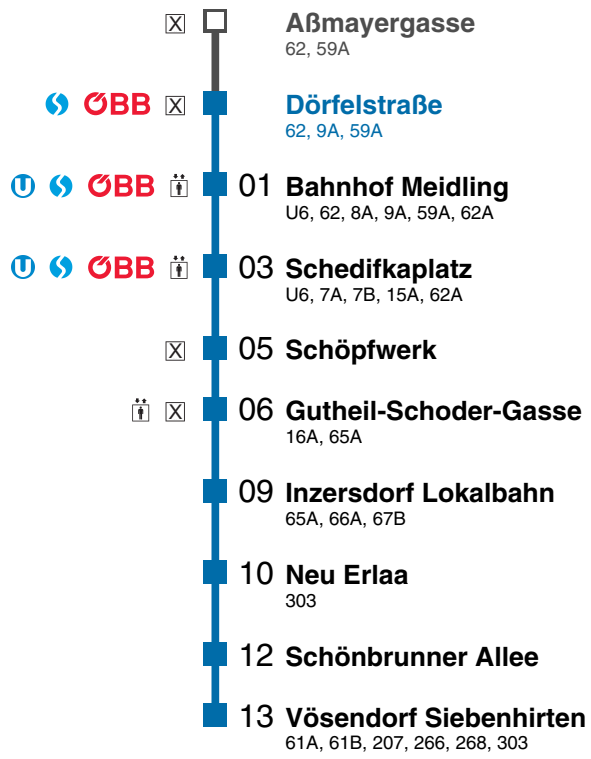 X Aßmayergasse
62, 59A
ÖBB X Dörfelstraße
62, 9A, 59A
U ÖBB 01 Bahnhof Meidling
U6, 62, 8A, 9A, 59A, 62A
U ÖBB 03 Schedifkaplatz
U6, 7A, 7B, 15A, 62A
X 05 Schöpfwerk
X 06 Gutheil-Schoder-Gasse
16A, 65A
09 Inzersdorf Lokalbahn
65A, 66A, 67B
10 Neu Erlaa
303
12 Schönbrunner Allee
13 Vösendorf Siebenhirten
61A, 61B, 207, 266, 268, 303